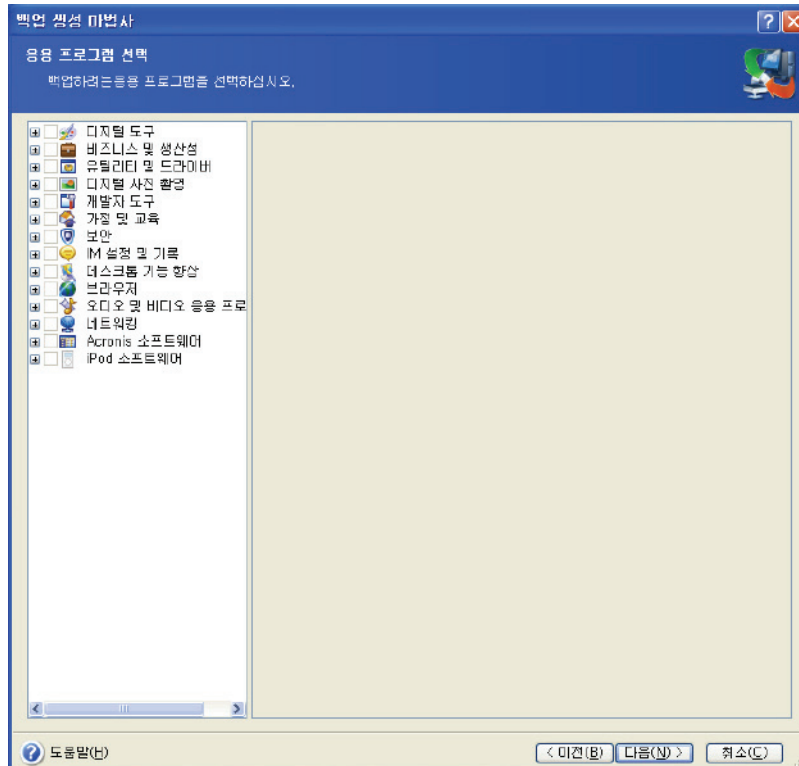 백업 생성 마법사
응용 프로그램 선택
백업하려는응용 프로그램을 선택하십시오.
디지털 도구
비즈니스 및 생산성
유틸리티 및 드라이버
디지털 사진 촬영
개발자 도구
가정 및 교육
보안
IM 설정 및 기록
데스크톱 기능 향상
브라우저
오디오 및 비디오 응용 프로
네트워킹
Acronis 소프트웨어
iPod 소프트웨어
도움말(H)
< 이전(B) 다음(N) > 취소(C)